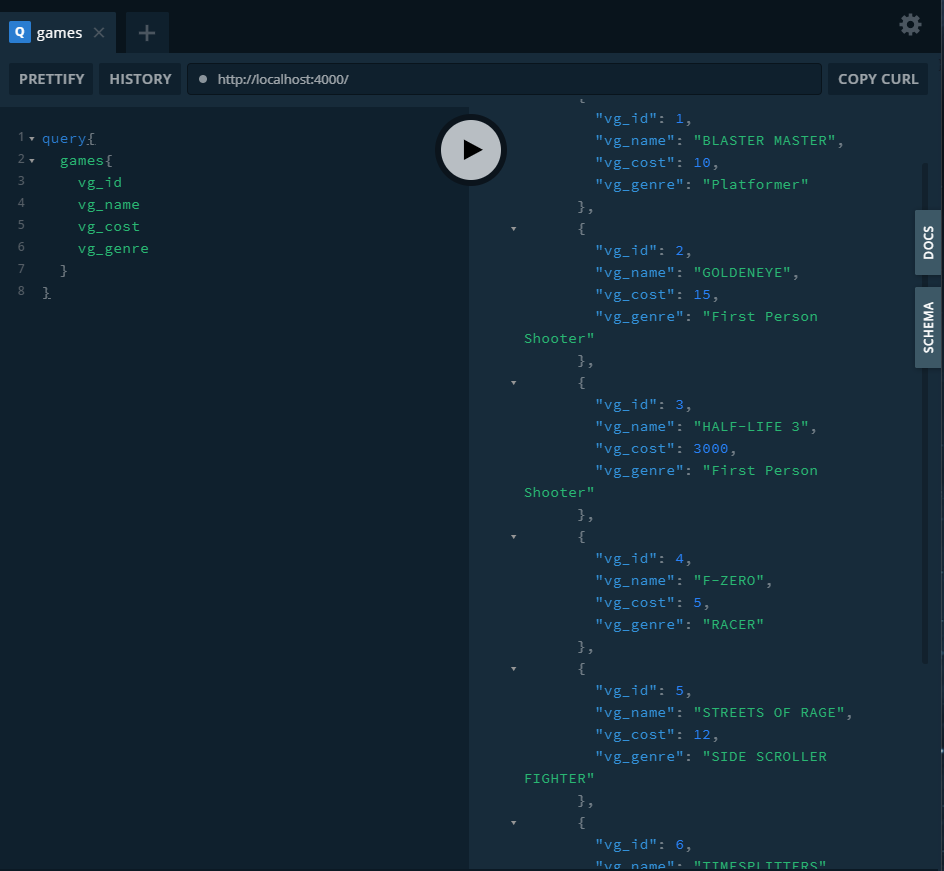 Q games
PRETTIFY HISTORY http://localhost:4000/ COPY CURL
1 query{
2 games{
3 vg_id
4 vg_name
5 vg_cost
6 vg_genre
7 }
8 }
{
"vg_id": 1,
"vg_name": "BLASTER MASTER",
"vg_cost": 10,
"vg_genre": "Platformer"
},
{
"vg_id": 2,
"vg_name": "GOLDENEYE",
"vg_cost": 15,
"vg_genre": "First Person
Shooter"
},
{
"vg_id": 3,
"vg_name": "HALF-LIFE 3",
"vg_cost": 3000,
"vg_genre": "First Person
Shooter"
},
{
"vg_id": 4,
"vg_name": "F-ZERO",
"vg_cost": 5,
"vg_genre": "RACER"
},
{
"vg_id": 5,
"vg_name": "STREETS OF RAGE",
"vg_cost": 12,
"vg_genre": "SIDE SCROLLER
FIGHTER"
},
{
"vg_id": 6,
"vg_name": "TIMESPLITTERS"
DOCS
SCHEMA